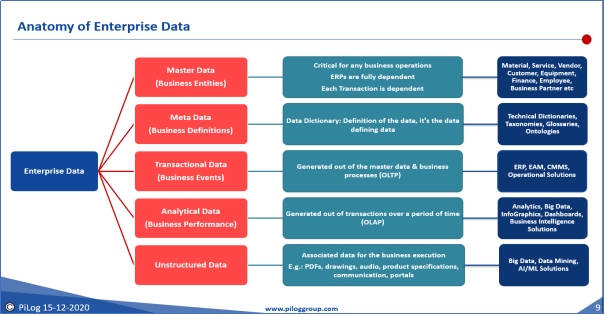 Anatomy of Enterprise Data
Enterprise Data
Master Data
(Business Entities)
Critical for any business operations
ERPs are fully dependent
Each Transaction is dependent
Material, Service, Vendor,
Customer, Equipment,
Finance, Employee,
Business Partner etc
Meta Data
(Business Definitions)
Data Dictionary: Definition of the data, it's the data
defining data
Technical Dictionaries,
Taxonomies, Glossaries,
Ontologies
Transactional Data
(Business Events)
Generated out of the master data & business
processes (OLTP)
ERP, EAM, CMMS,
Operational Solutions
Analytical Data
(Business Performance)
Generated out of transactions over a period of time
(OLAP)
Analytics, Big Data,
InfoGraphics, Dashboards,
Business Intelligence
Solutions
Unstructured Data
Associated data for the business execution
E.g.: PDFs, drawings, audio, product specifications,
communication, portals
Big Data, Data Mining,
AI/ML Solutions
© PiLog 15-12-2020
www.piloggroup.com
9